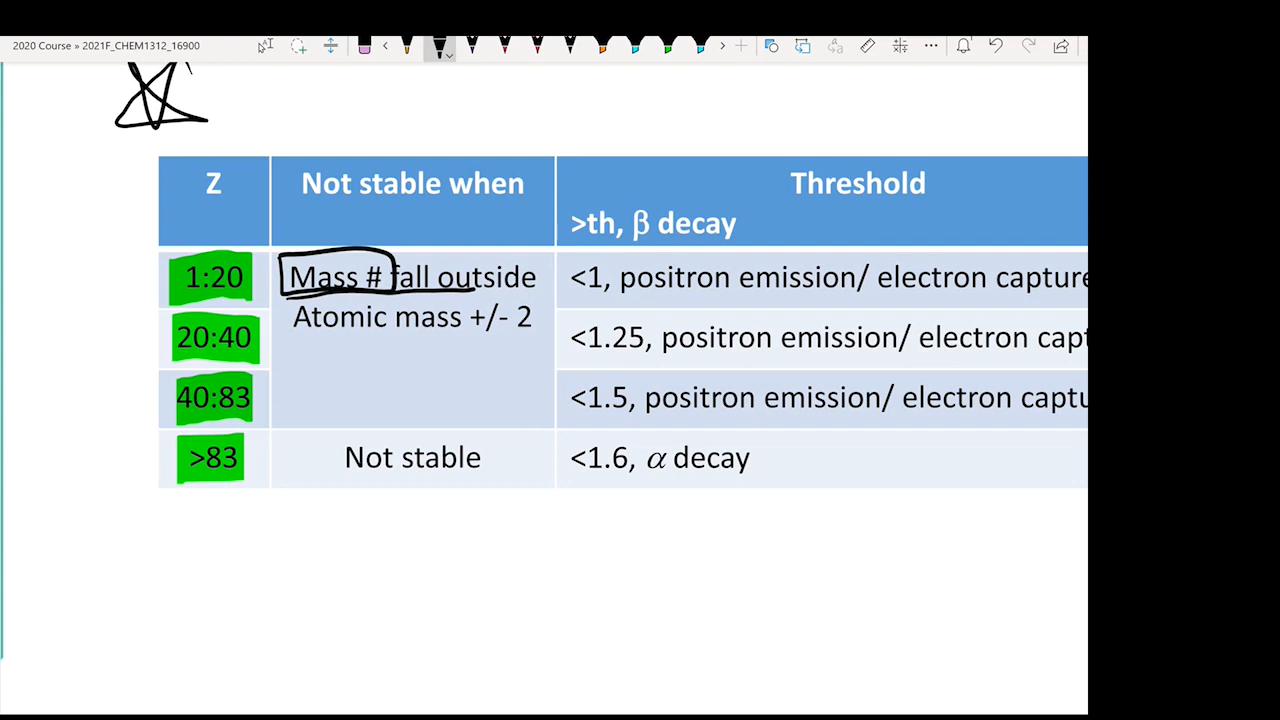 2020 Course » 2021F_CHEM1312_16900
Z
Not stable when
Threshold
>th, β decay
1:20
Mass # fall outside
Atomic mass +/- 2
<1, positron emission/ electron capture
20:40
<1.25, positron emission/ electron capt
40:83
<1.5, positron emission/ electron captu
>83
Not stable
<1.6, α decay